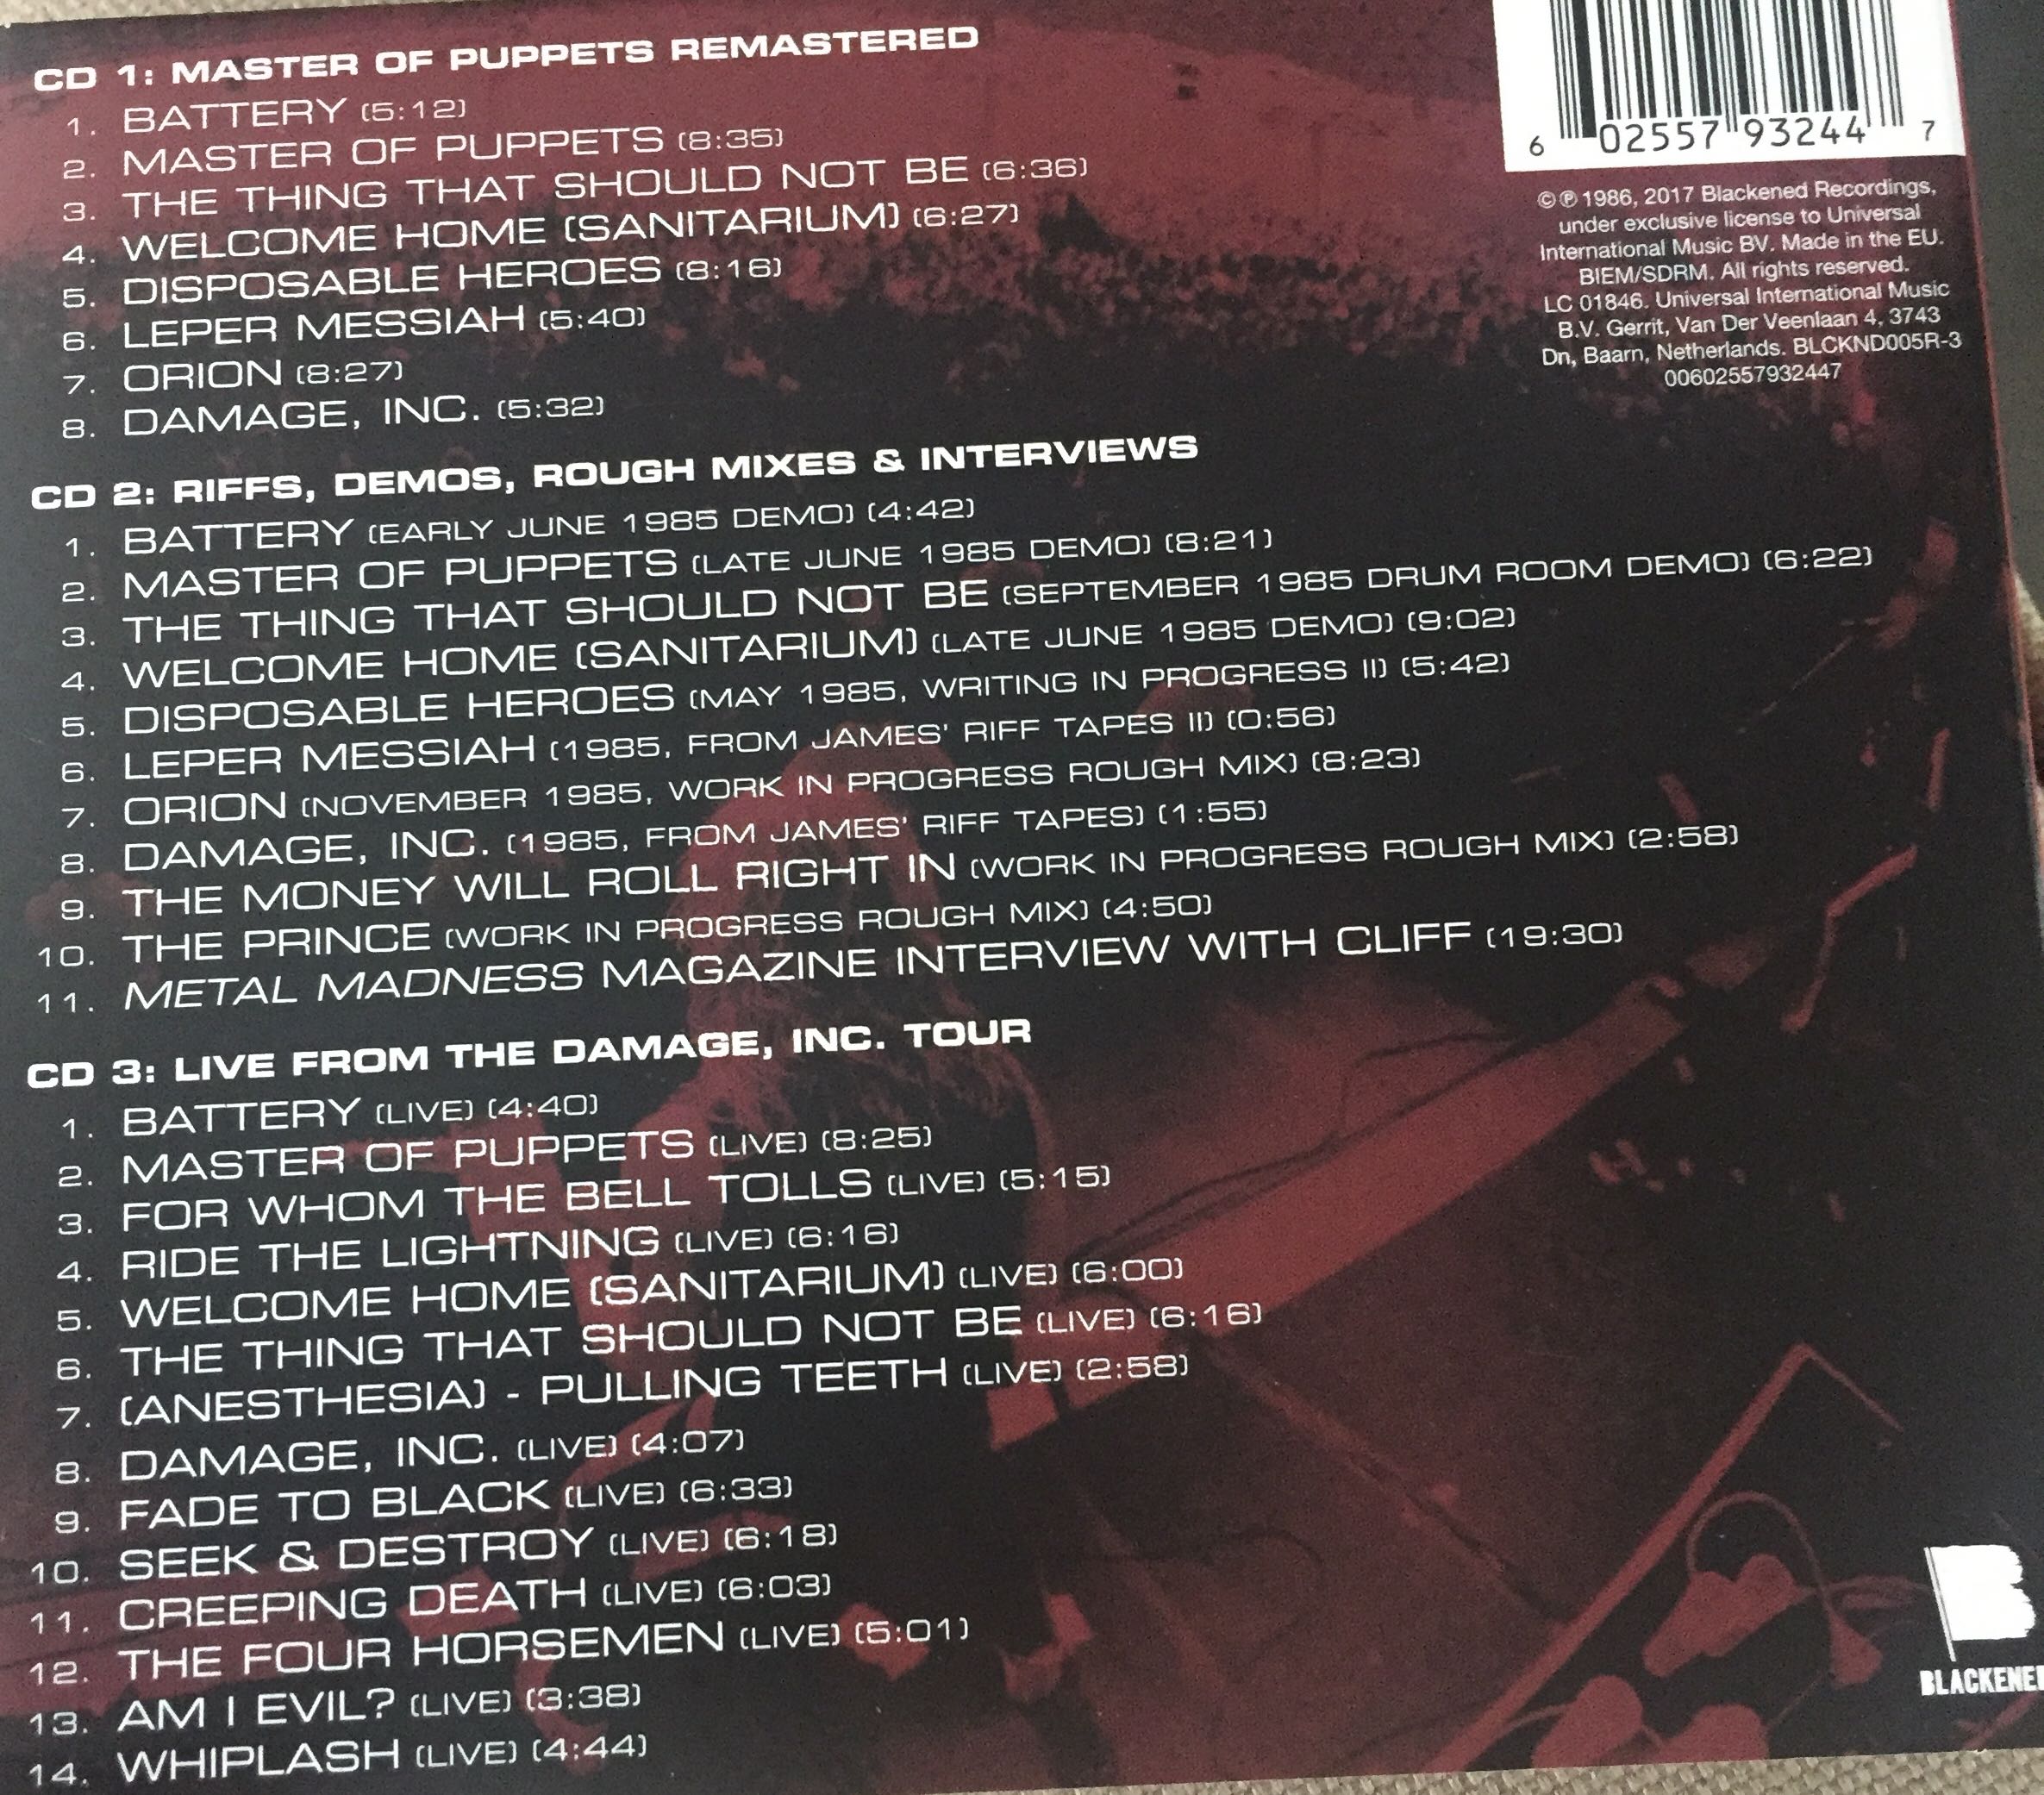 CD 1: MASTER OF PUPPETS REMASTERED
1. BATTERY (5:12)
2. MASTER OF PUPPETS (8:35)
3. THE THING THAT SHOULD NOT BE (6:36)
4. WELCOME HOME (SANITARIUM) (6:27)
5. DISPOSABLE HEROES (8:16)
6. LEPER MESSIAH (5:40)
7. ORION (8:27)
8. DAMAGE, INC. (5:32)
CD 2: RIFFS, DEMOS, ROUGH MIXES & INTERVIEWS
1. BATTERY (EARLY JUNE 1985 DEMO) (4:42)
2. MASTER OF PUPPETS (LATE JUNE 1985 DEMO) (8:21)
3. THE THING THAT SHOULD NOT BE (SEPTEMBER 1985 DRUM ROOM DEMO) (6:22)
4. WELCOME HOME (SANITARIUM) (LATE JUNE 1985 DEMO) (9:02)
5. DISPOSABLE HEROES (MAY 1985, WRITING IN PROGRESS II) (5:42)
6. LEPER MESSIAH (1985, FROM JAMES' RIFF TAPES II) (0:56)
7. ORION (NOVEMBER 1985, WORK IN PROGRESS ROUGH MIX) (8:23)
8. DAMAGE, INC. (1985, FROM JAMES' RIFF TAPES) (1:55)
9. THE MONEY WILL ROLL RIGHT IN (WORK IN PROGRESS ROUGH MIX) (2:58)
10. THE PRINCE (WORK IN PROGRESS ROUGH MIX) (4:50)
11. METAL MADNESS MAGAZINE INTERVIEW WITH CLIFF (19:30)
CD 3: LIVE FROM THE DAMAGE, INC. TOUR
1. BATTERY (LIVE) (4:40)
2. MASTER OF PUPPETS (LIVE) (8:25)
3. FOR WHOM THE BELL TOLLS (LIVE) (5:15)
4. RIDE THE LIGHTNING (LIVE) (6:16)
5. WELCOME HOME (SANITARIUM) (LIVE) (6:00)
6. THE THING THAT SHOULD NOT BE (LIVE) (6:16)
7. (ANESTHESIA) - PULLING TEETH (LIVE) (2:58)
8. DAMAGE, INC. (LIVE) (4:07)
9. FADE TO BLACK (LIVE) (6:33)
10. SEEK & DESTROY (LIVE) (6:18)
11. CREEPING DEATH (LIVE) (6:03)
12. THE FOUR HORSEMEN (LIVE) (5:01)
13. AM I EVIL? (LIVE) (3:38)
14. WHIPLASH (LIVE) (4:44)
6 02557 93244 7
©℗ 1986, 2017 Blackened Recordings,
under exclusive license to Universal
International Music BV. Made in the EU.
BIEM/SDRM. All rights reserved.
LC 01846. Universal International Music
B.V. Gerrit, Van Der Veenlaan 4, 3743
Dn, Baarn, Netherlands. BLCKND005R-3
00602557932447
B
BLACKENE